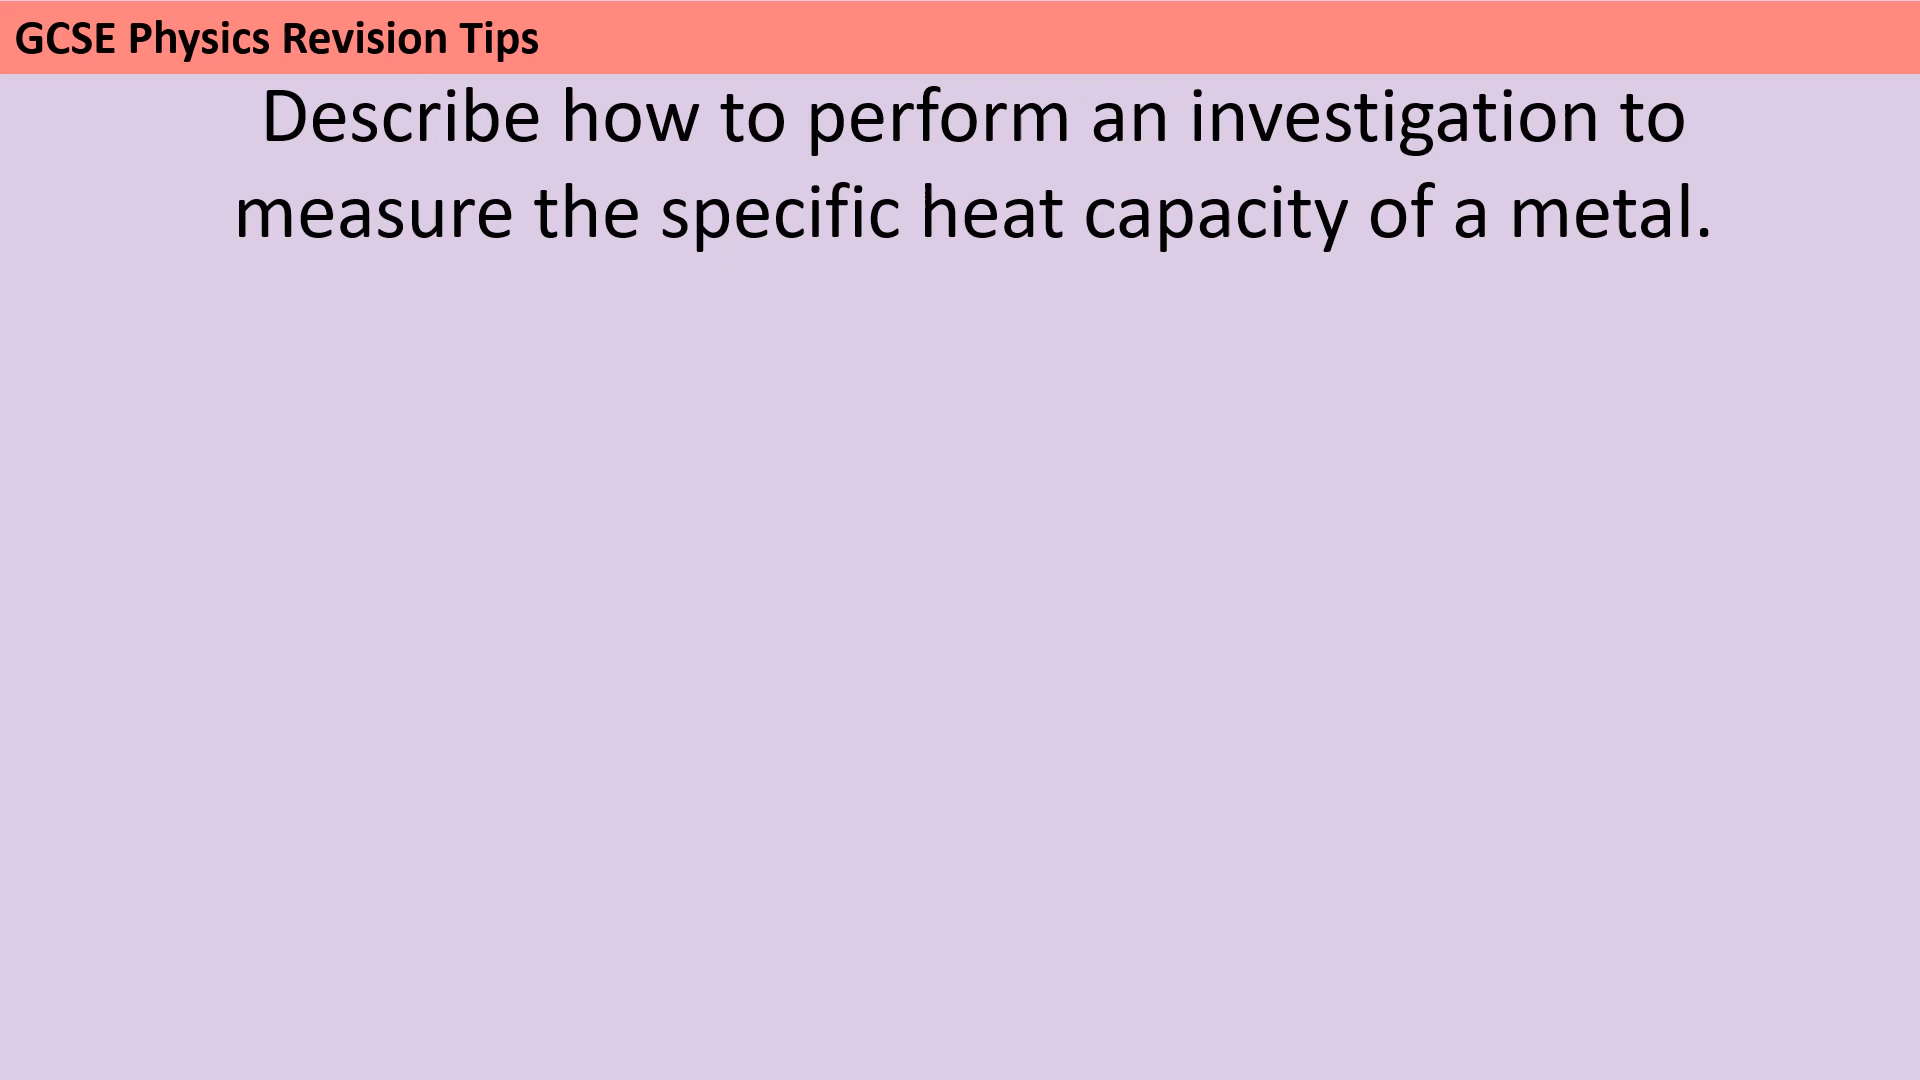 GCSE Physics Revision Tips
Describe how to perform an investigation to
measure the specific heat capacity of a metal.